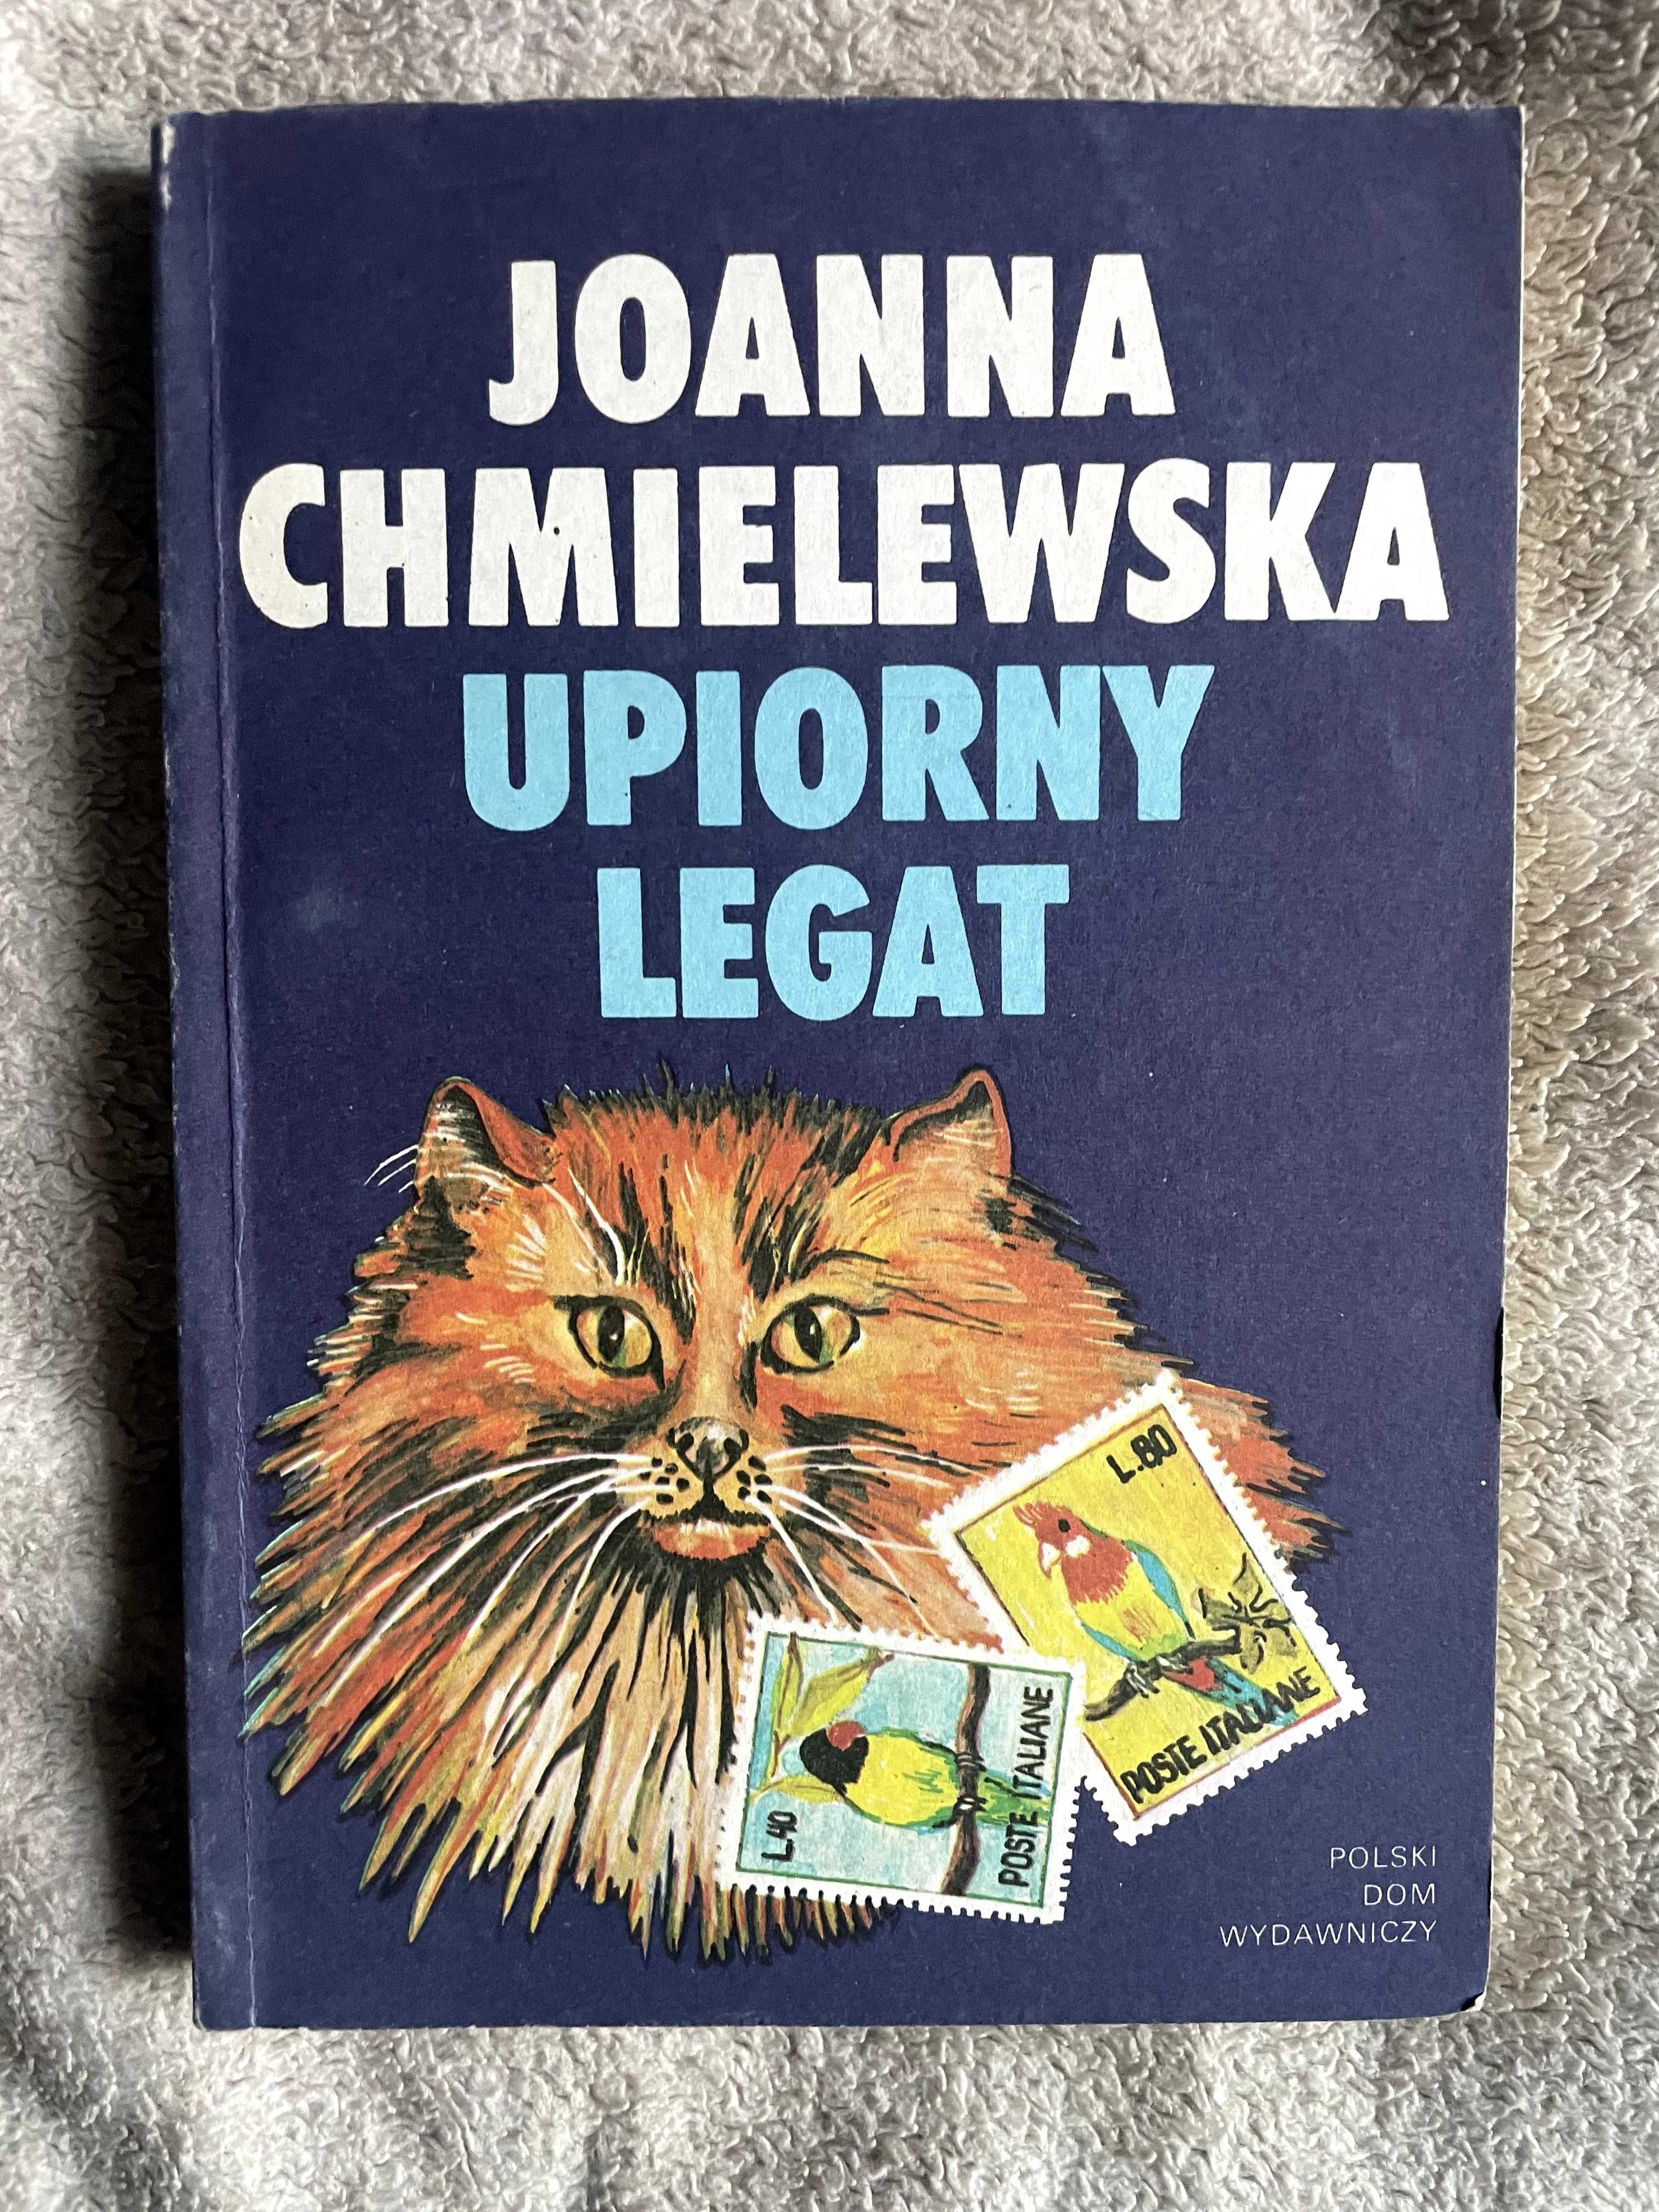 JOANNA
CHMIELEWSKA
UPIORNY
LEGAT
L.80
POSTE ITALIANE
L.40
POSTE ITALIANE
POLSKI
DOM
WYDAWNICZY